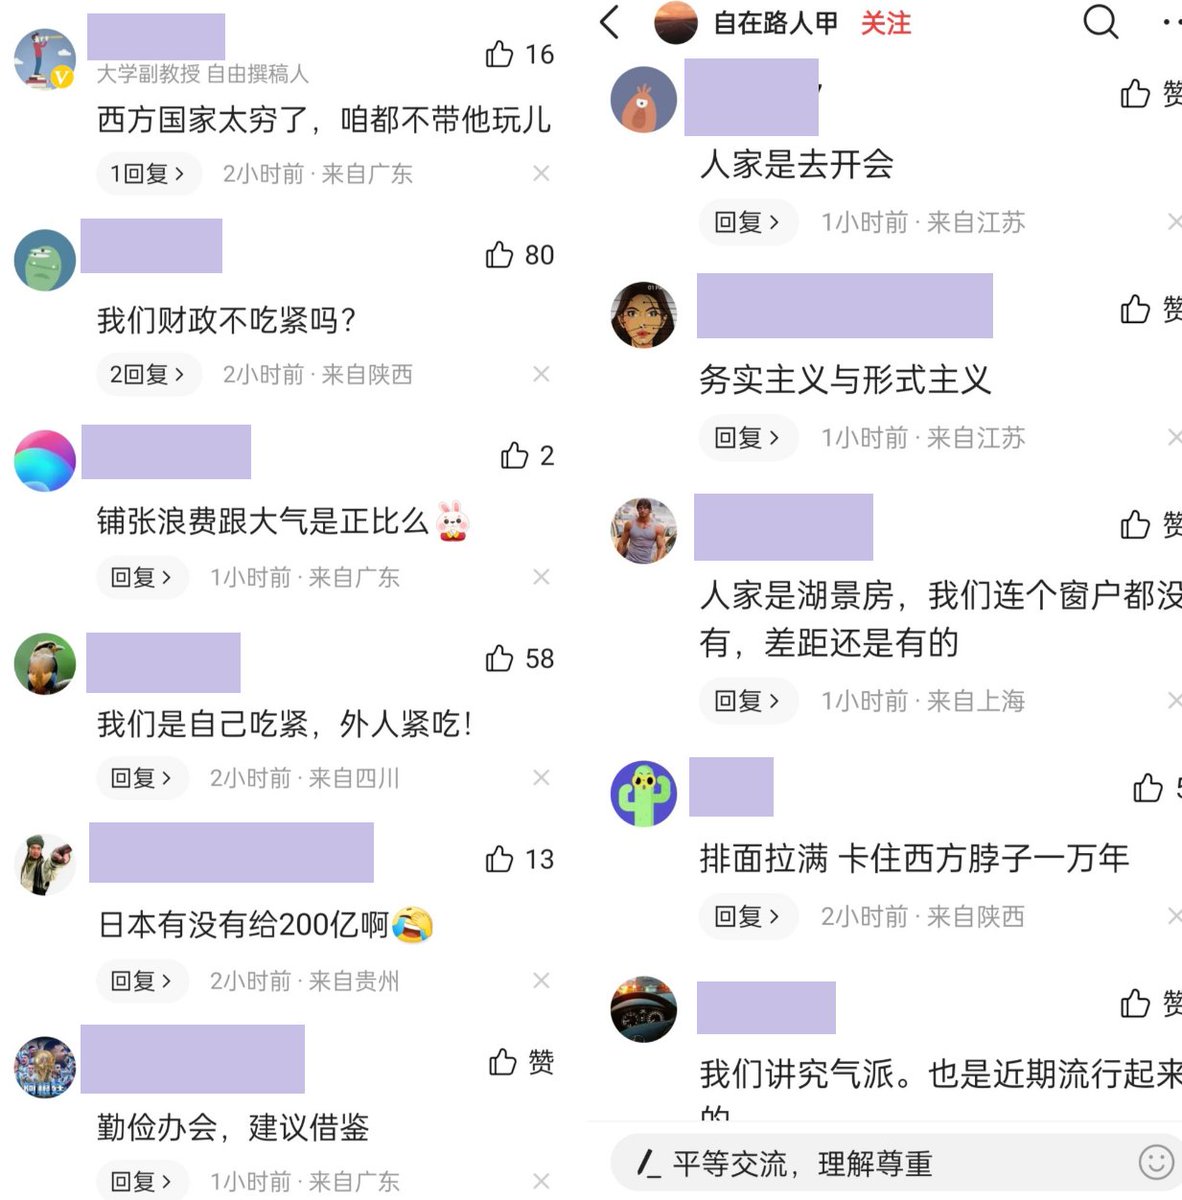 16
大学副教授 自由撰稿人
西方国家太穷了，咱都不带他玩儿
1回复 2小时前·来自广东
80
我们财政不吃紧吗？
2回复 2小时前·来自陕西
2
铺张浪费跟大气是正比么
回复 1小时前·来自广东
58
我们是自己吃紧，外人紧吃！
回复 2小时前·来自四川
13
日本有没有给200亿啊
回复 2小时前·来自贵州
赞
勤俭办会，建议借鉴
回复 1小时前·来自广东
自在路人甲 关注
赞
人家是去开会
回复 1小时前·来自江苏
赞
务实主义与形式主义
回复 1小时前·来自江苏
赞
人家是湖景房，我们连个窗户都没
有，差距还是有的
回复 1小时前·来自上海
5
排面拉满 卡住西方脖子一万年
回复 2小时前·来自陕西
赞
我们讲究气派。也是近期流行起来
的
平等交流，理解尊重